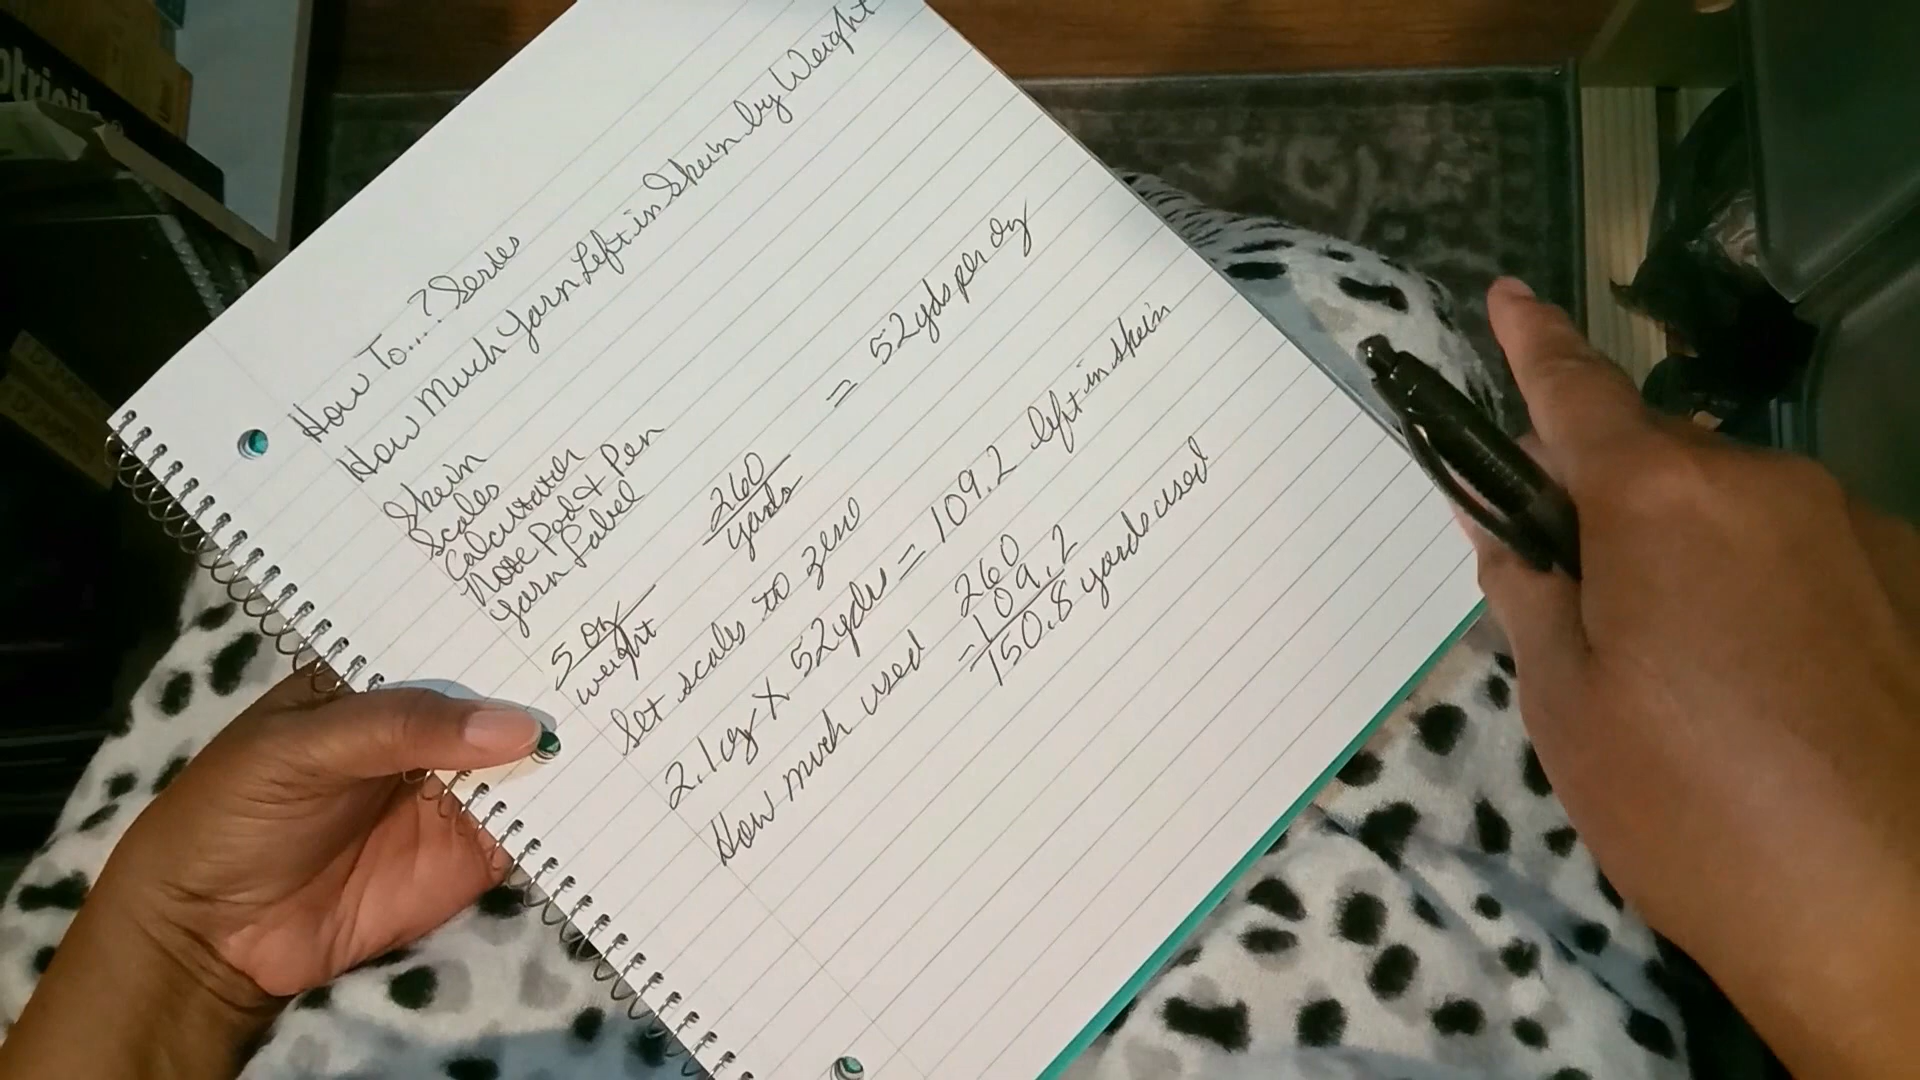 How To....? Series
How Much Yarn Left in Skein by Weight
Skein
Scales
Calculator
Note Pad & Pen
Yarn Label
5 oz
weight
260
yards
= 52 yds per oz
Set scales to zero
2.1 oz X 52 yds = 109.2 left in skein
How much used
260
- 109.2
150.8 yards used